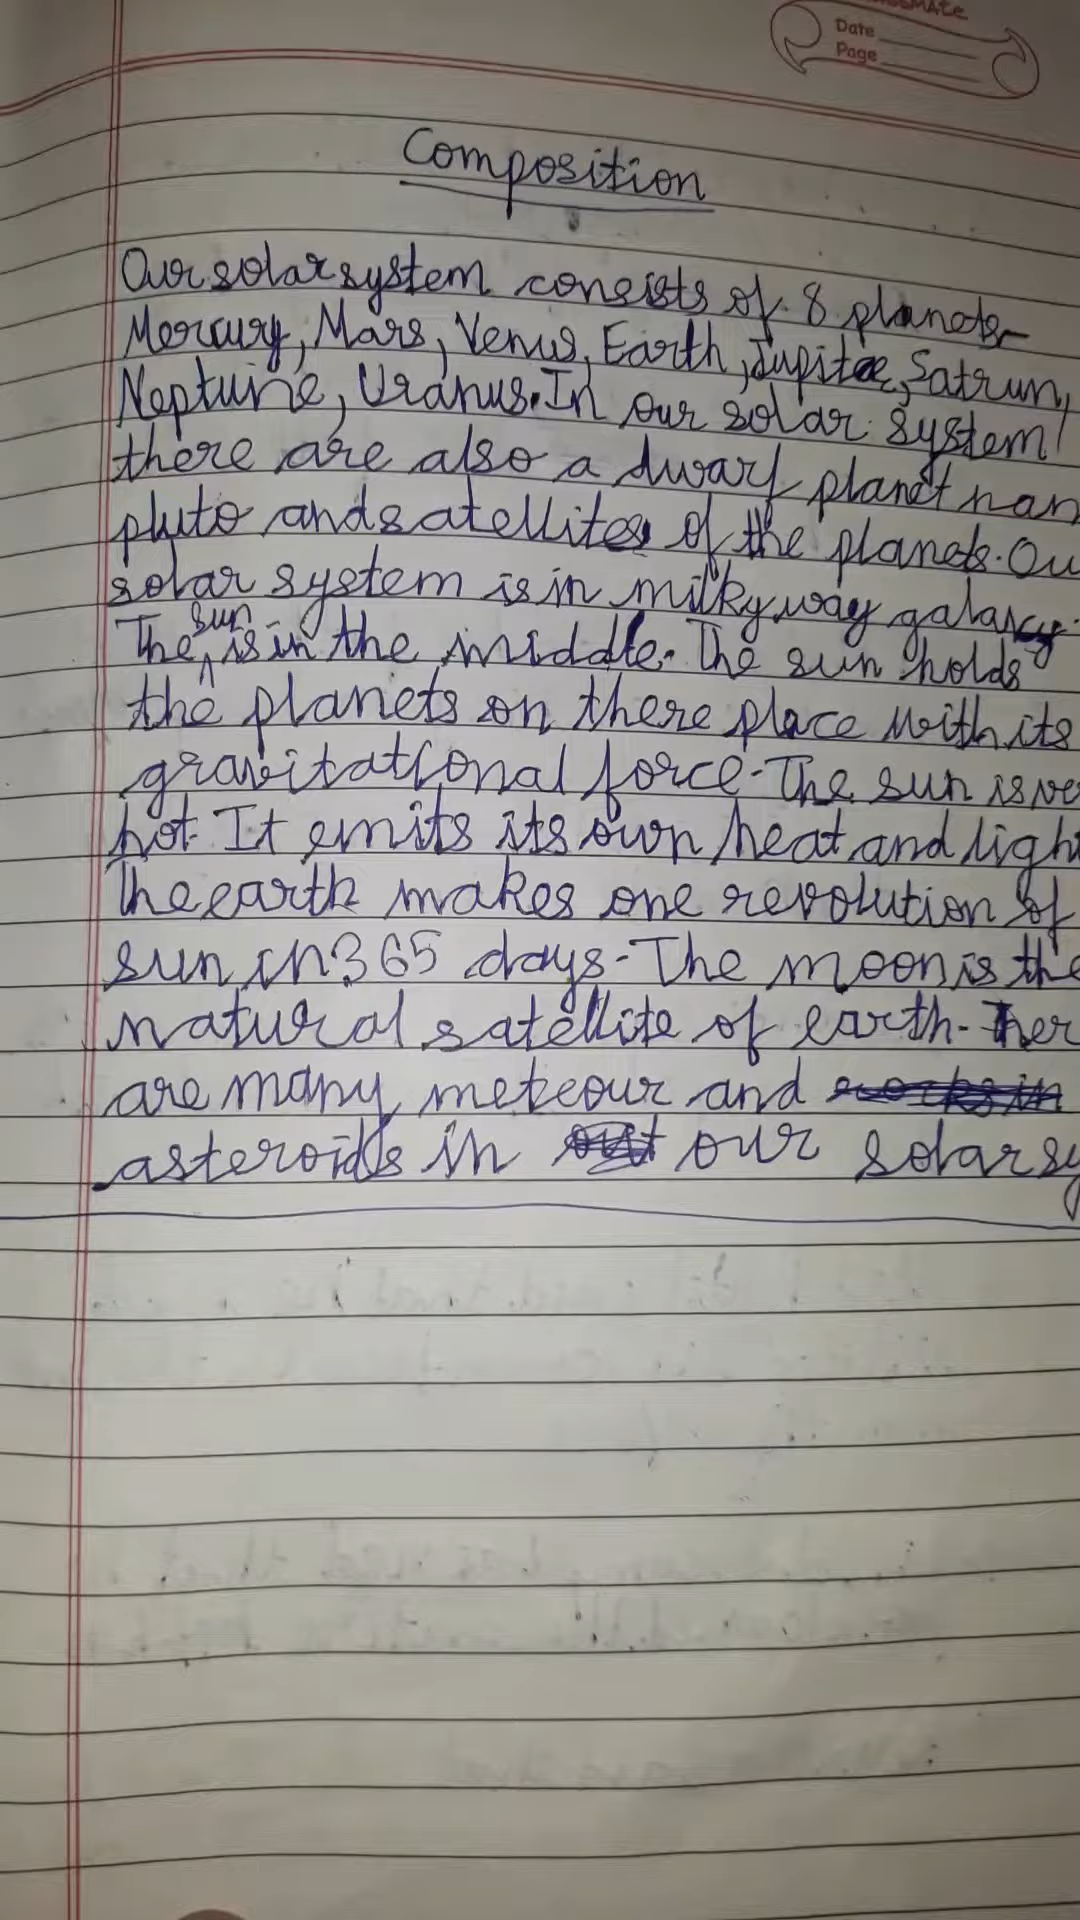 Date
Page
Composition
Our solar system consists of 8 planets-
Mercury, Mars, Venus, Earth, Jupiter, Satrun,
Neptuine, Uranus. In our solar system
there are also a dwarf planet nam
pluto and satellites of the planets. Ou
solar system is in milky way galaxy.
The sun is in the middle. The sun holds
the planets on there place with its
gravitational force. The sun is ve
hot. It emits its own heat and light
The earth makes one revolution of
sun in 365 days. The moon is the
natural satellite of earth. Ther
are many meteour and
asteroids in our solar sy